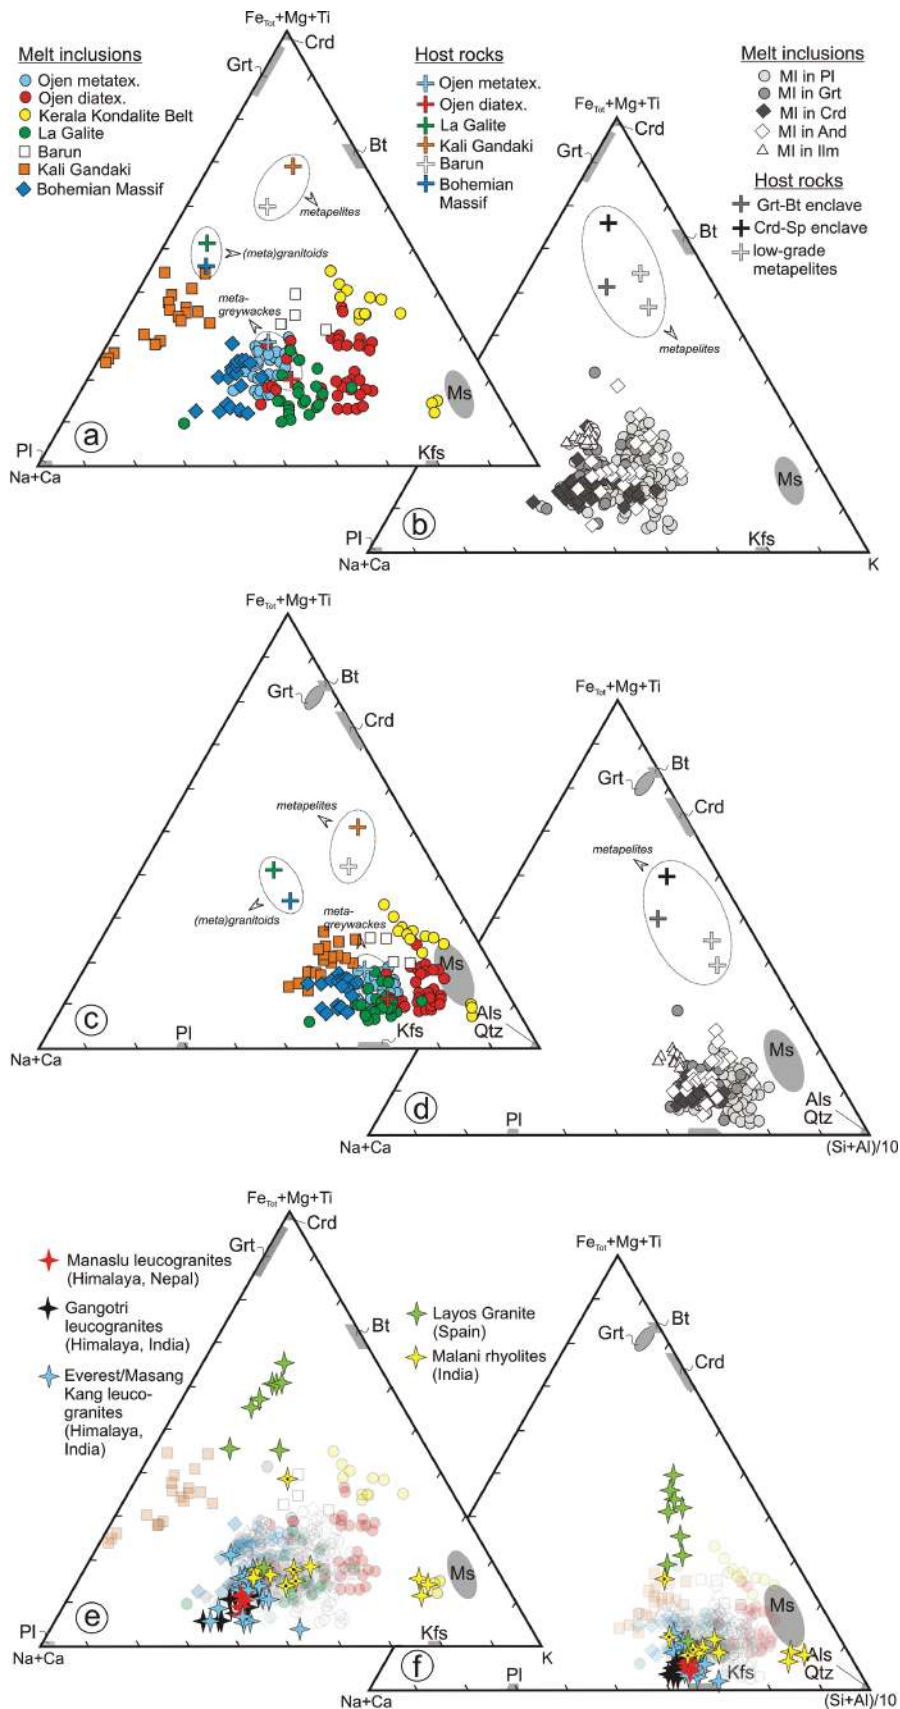 Fe_Tot+Mg+Ti
Crd
Grt
Bt
Melt inclusions
Ojen metatex.
Ojen diatex.
Kerala Kondalite Belt
La Galite
Barun
Kali Gandaki
Bohemian Massif
Host rocks
Ojen metatex.
Ojen diatex.
La Galite
Kali Gandaki
Barun
Bohemian
Massif
metapelites
(meta)granitoids
meta-
greywackes
Ms
a
Pl
Kfs
Na+Ca
Melt inclusions
MI in Pl
MI in Grt
MI in Crd
MI in And
MI in Ilm
Host rocks
Grt-Bt enclave
Crd-Sp enclave
low-grade
metapelites
Fe_Tot+Mg+Ti
Crd
Grt
Bt
metapelites
Ms
b
Pl
Kfs
Na+Ca
K
Fe_Tot+Mg+Ti
Bt
Grt
Crd
metapelites
(meta)granitoids
meta-
greywackes
Ms
c
Pl
Kfs
Als
Qtz
Na+Ca
Fe_Tot+Mg+Ti
Bt
Grt
Crd
metapelites
Ms
d
Pl
Als
Qtz
Na+Ca
(Si+Al)/10
Fe_Tot+Mg+Ti
Crd
Grt
Bt
Manaslu leucogranites
(Himalaya, Nepal)
Gangotri
leucogranites
(Himalaya, India)
Everest/Masang
Kang leuco-
granites
(Himalaya,
India)
Layos Granite
(Spain)
Malani rhyolites
(India)
Ms
e
Pl
Kfs
Na+Ca
K
Fe_Tot+Mg+Ti
Bt
Grt
Crd
Ms
f
Pl
Kfs
Als
Qtz
Na+Ca
(Si+Al)/10